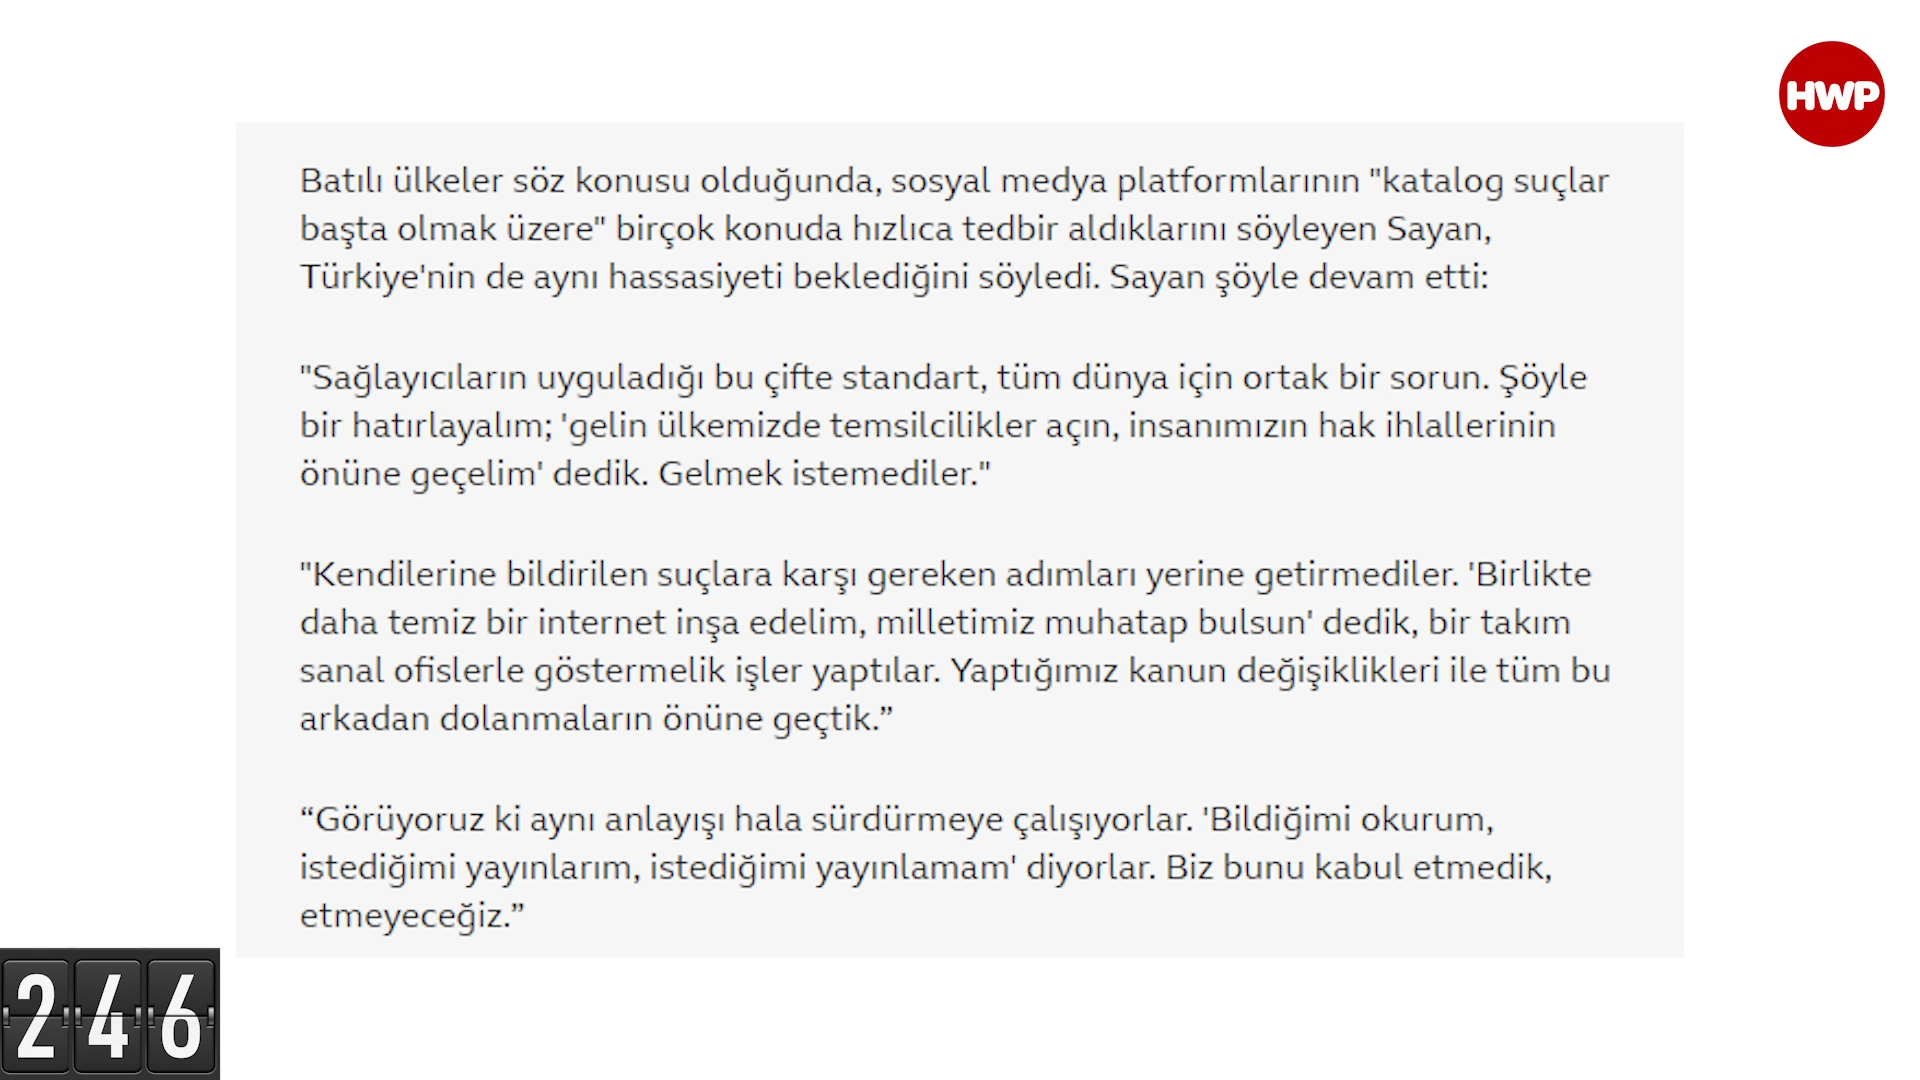 HWP
Batılı ülkeler söz konusu olduğunda, sosyal medya platformlarının "katalog suçlar
başta olmak üzere" birçok konuda hızlıca tedbir aldıklarını söyleyen Sayan,
Türkiye'nin de aynı hassasiyeti beklediğini söyledi. Sayan şöyle devam etti:
"Sağlayıcıların uyguladığı bu çifte standart, tüm dünya için ortak bir sorun. Şöyle
bir hatırlayalım; 'gelin ülkemizde temsilcilikler açın, insanımızın hak ihlallerinin
önüne geçelim' dedik. Gelmek istemediler."
"Kendilerine bildirilen suçlara karşı gereken adımları yerine getirmediler. 'Birlikte
daha temiz bir internet inşa edelim, milletimiz muhatap bulsun' dedik, bir takım
sanal ofislerle göstermelik işler yaptılar. Yaptığımız kanun değişiklikleri ile tüm bu
arkadan dolanmaların önüne geçtik.”
“Görüyoruz ki aynı anlayışı hala sürdürmeye çalışıyorlar. 'Bildiğimi okurum,
istediğimi yayınlarım, istediğimi yayınlamam' diyorlar. Biz bunu kabul etmedik,
etmeyeceğiz.”
246